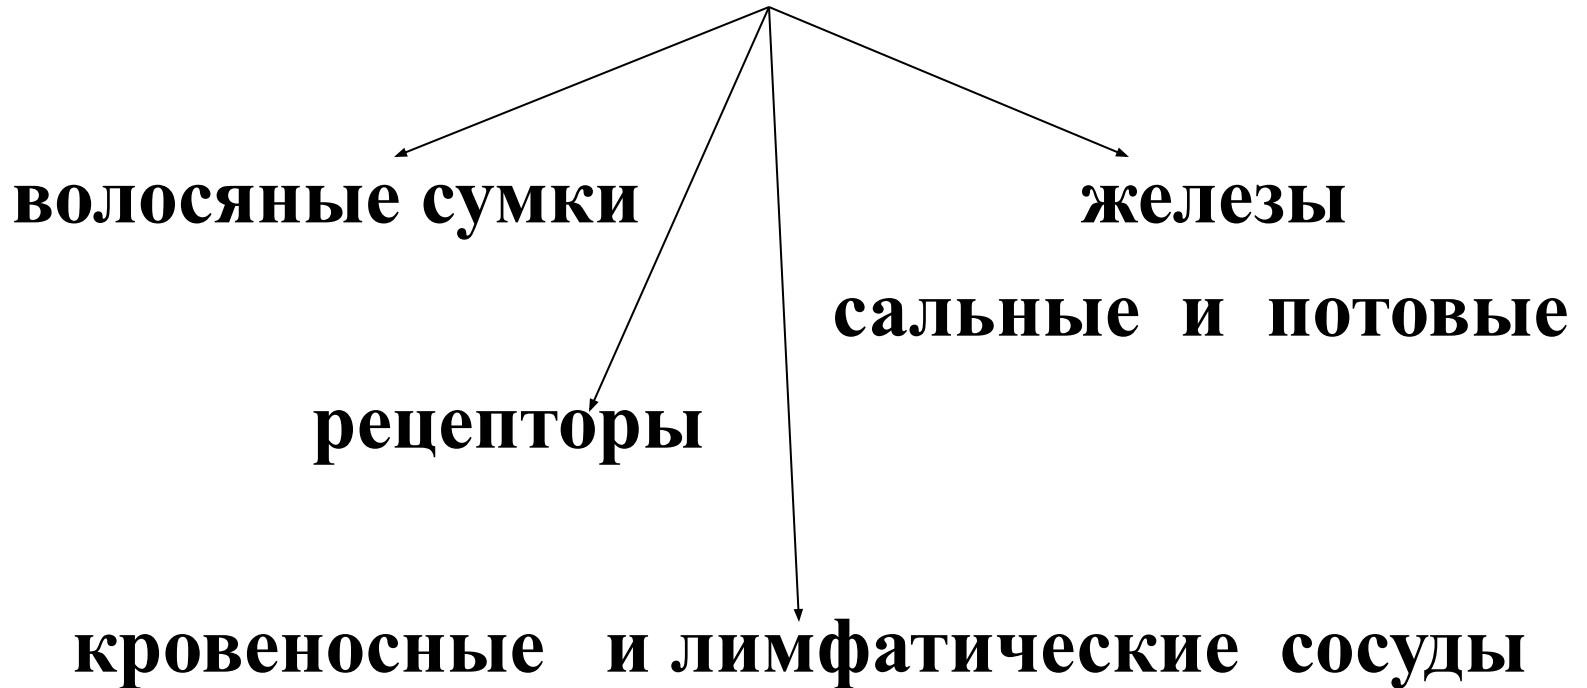 волосяные сумки
железы
сальные и потовые
рецепторы
кровеносные и лимфатические сосуды